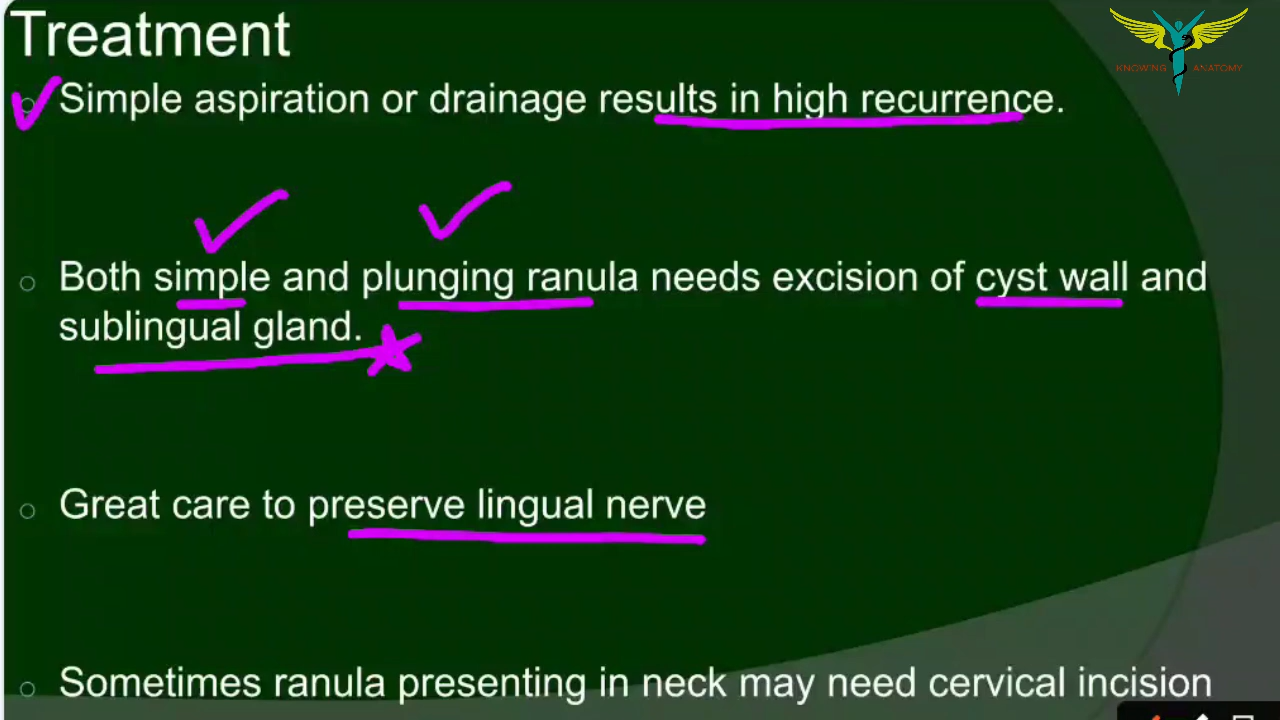 Treatment
KNOWING ANATOMY
Simple aspiration or drainage results in high recurrence.
Both simple and plunging ranula needs excision of cyst wall and
sublingual gland.
Great care to preserve lingual nerve
Sometimes ranula presenting in neck may need cervical incision